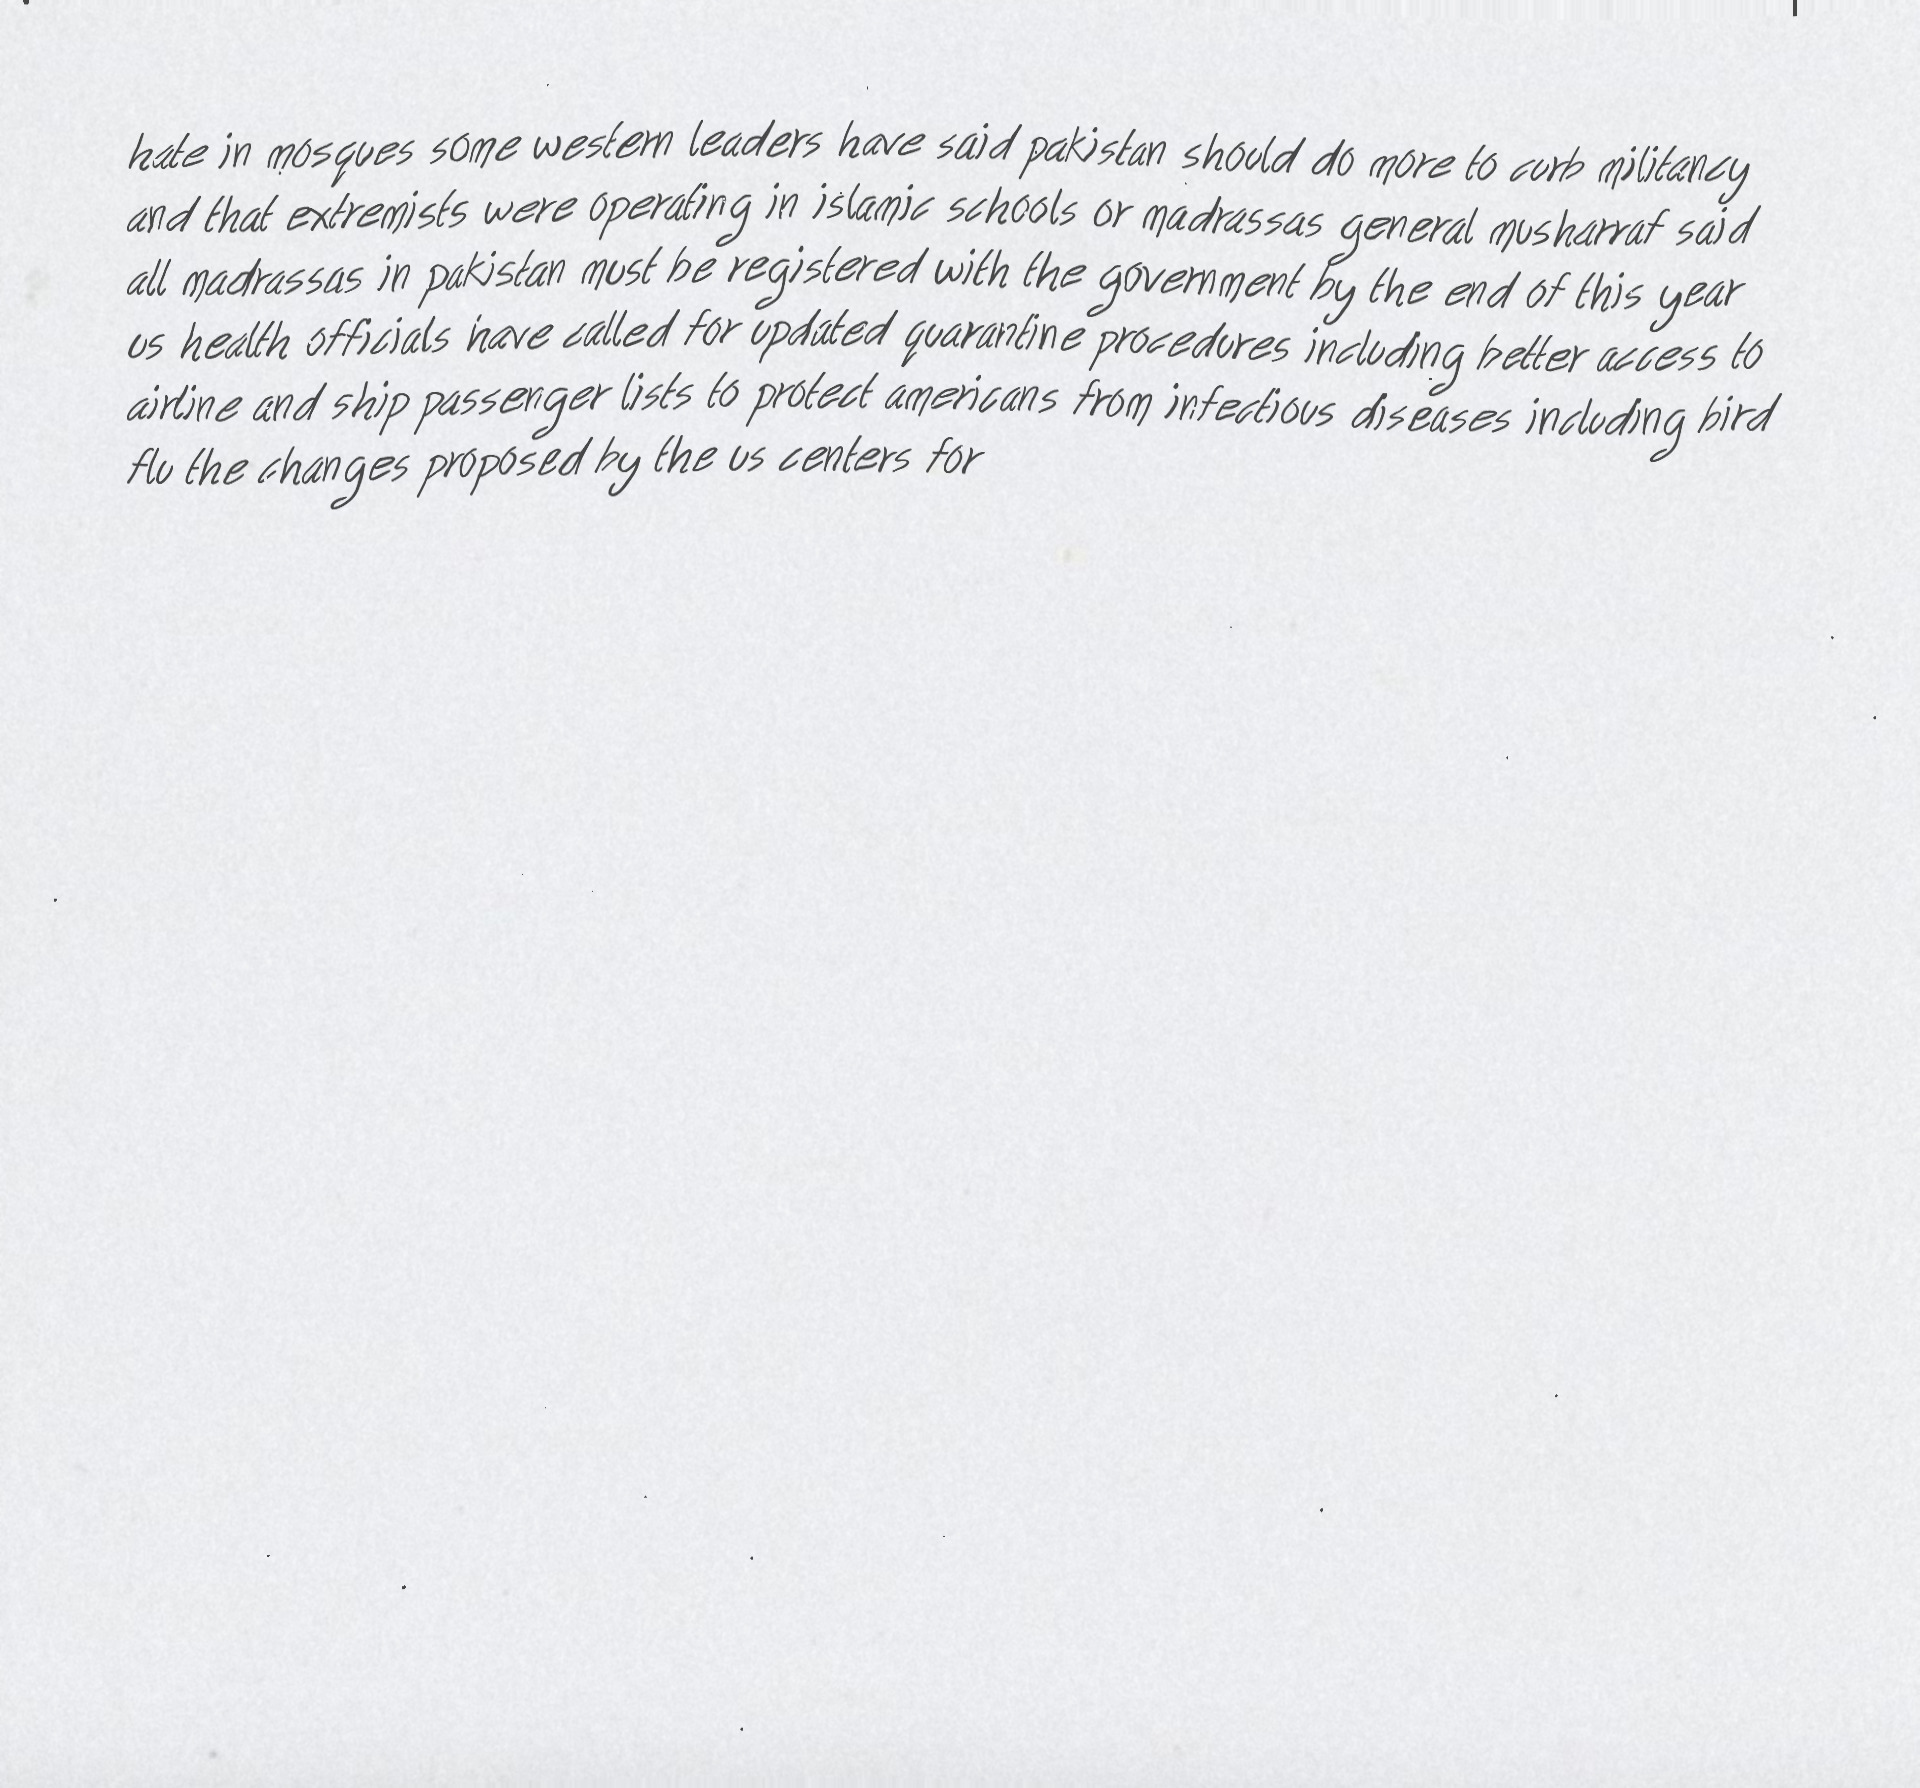 hate in mosques some western leaders have said pakistan should do more to curb militancy
and that extremists were operating in islamic schools or madrassas general musharraf said
all madrassas in pakistan must be registered with the government by the end of this year
us health officials have called for updated quarantine procedures including better access to
airline and ship passenger lists to protect americans from infectious diseases including bird
flu the changes proposed by the us centers for